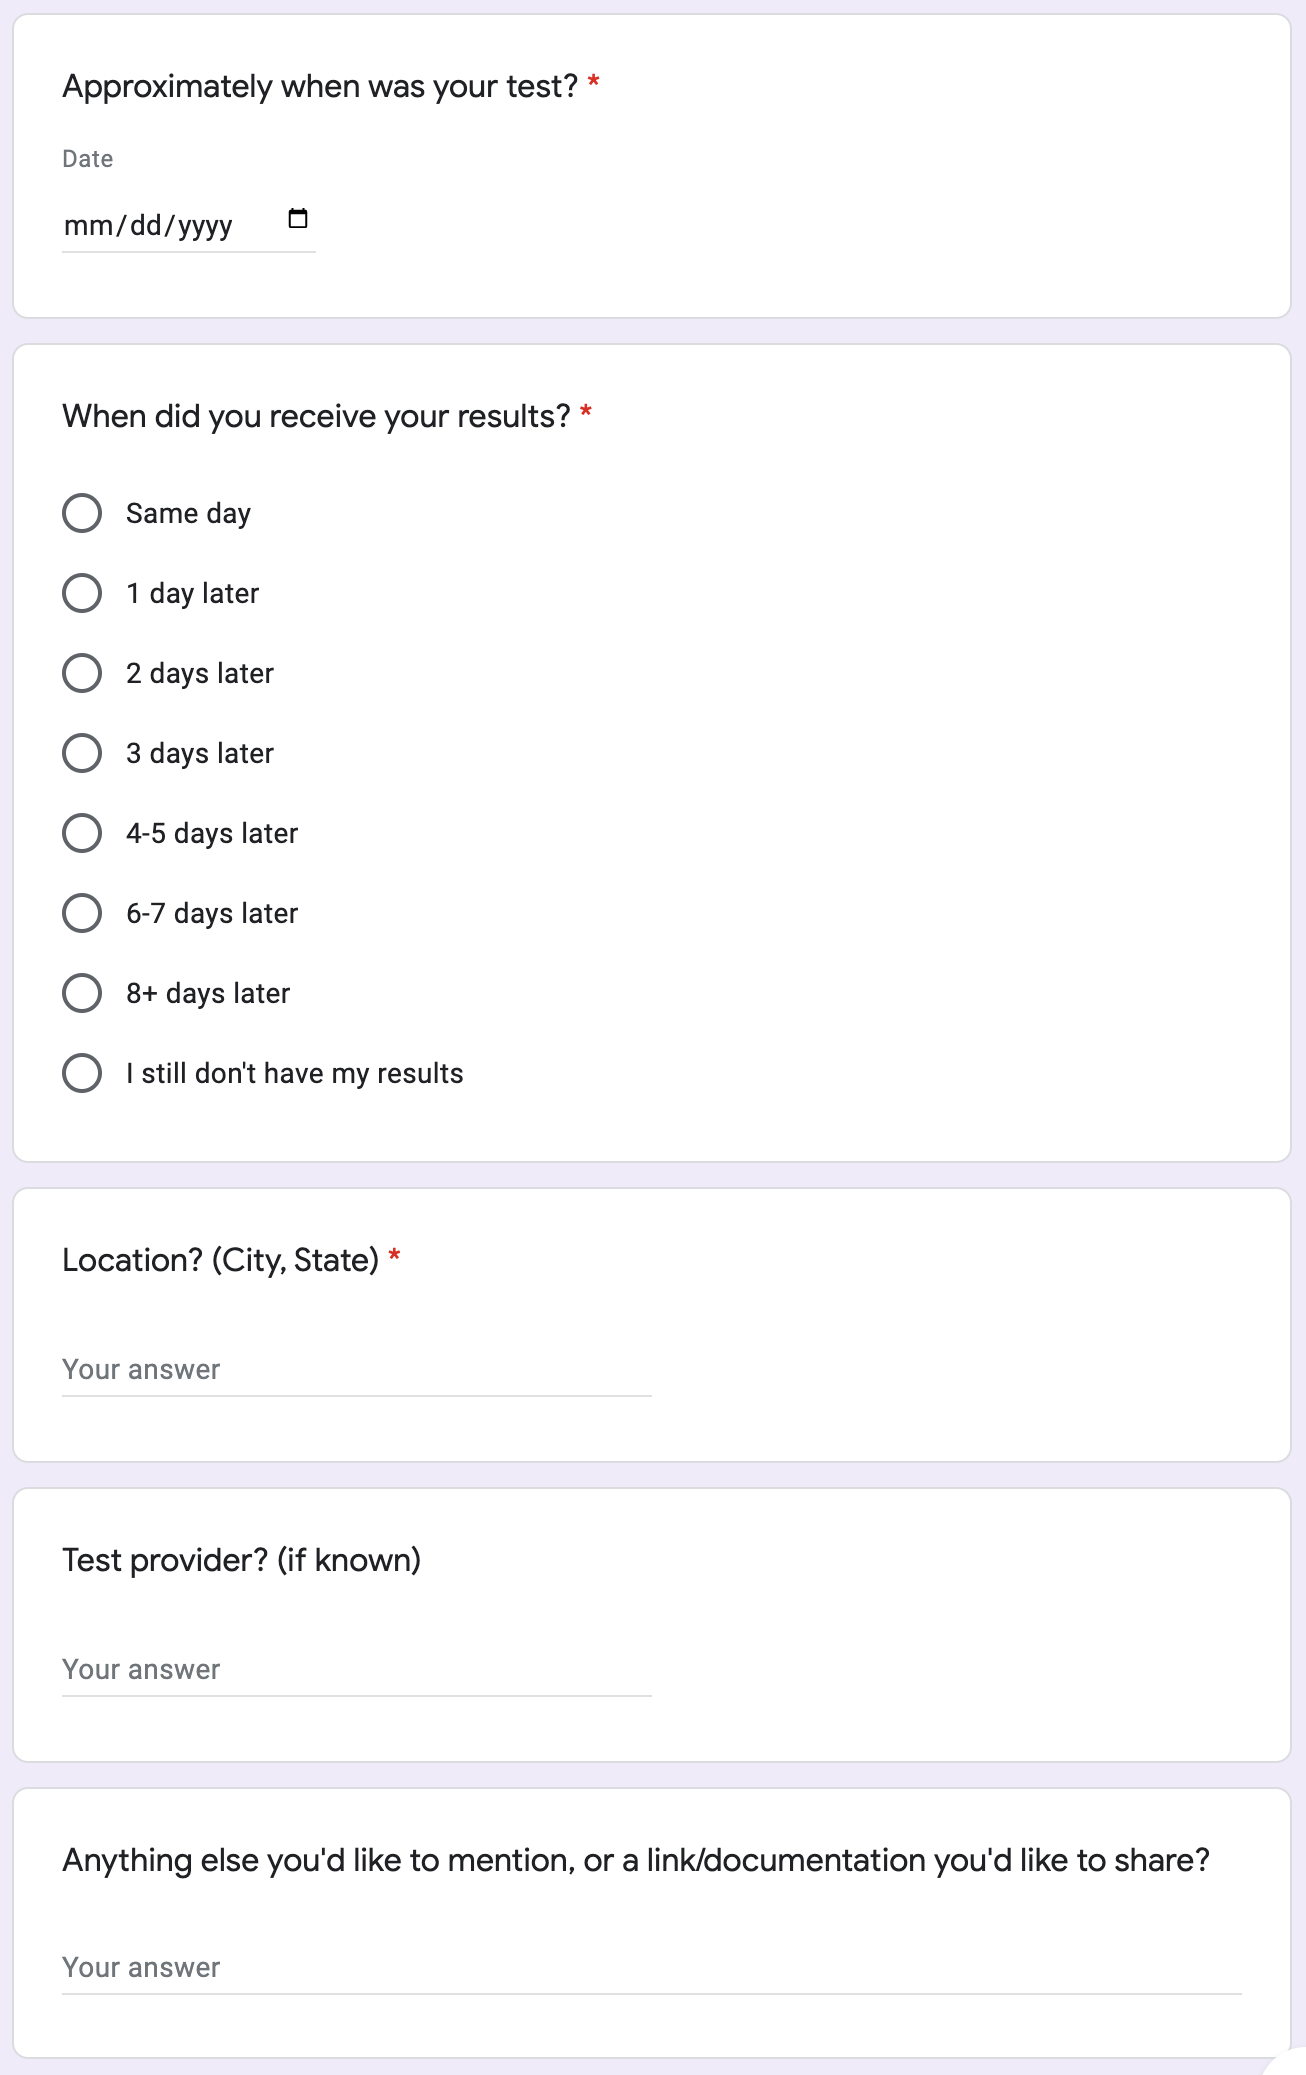 Approximately when was your test? *
Date
mm/dd/yyyy
When did you receive your results? *
Same day
1 day later
2 days later
3 days later
4-5 days later
6-7 days later
8+ days later
I still don't have my results
Location? (City, State) *
Your answer
Test provider? (if known)
Your answer
Anything else you'd like to mention, or a link/documentation you'd like to share?
Your answer